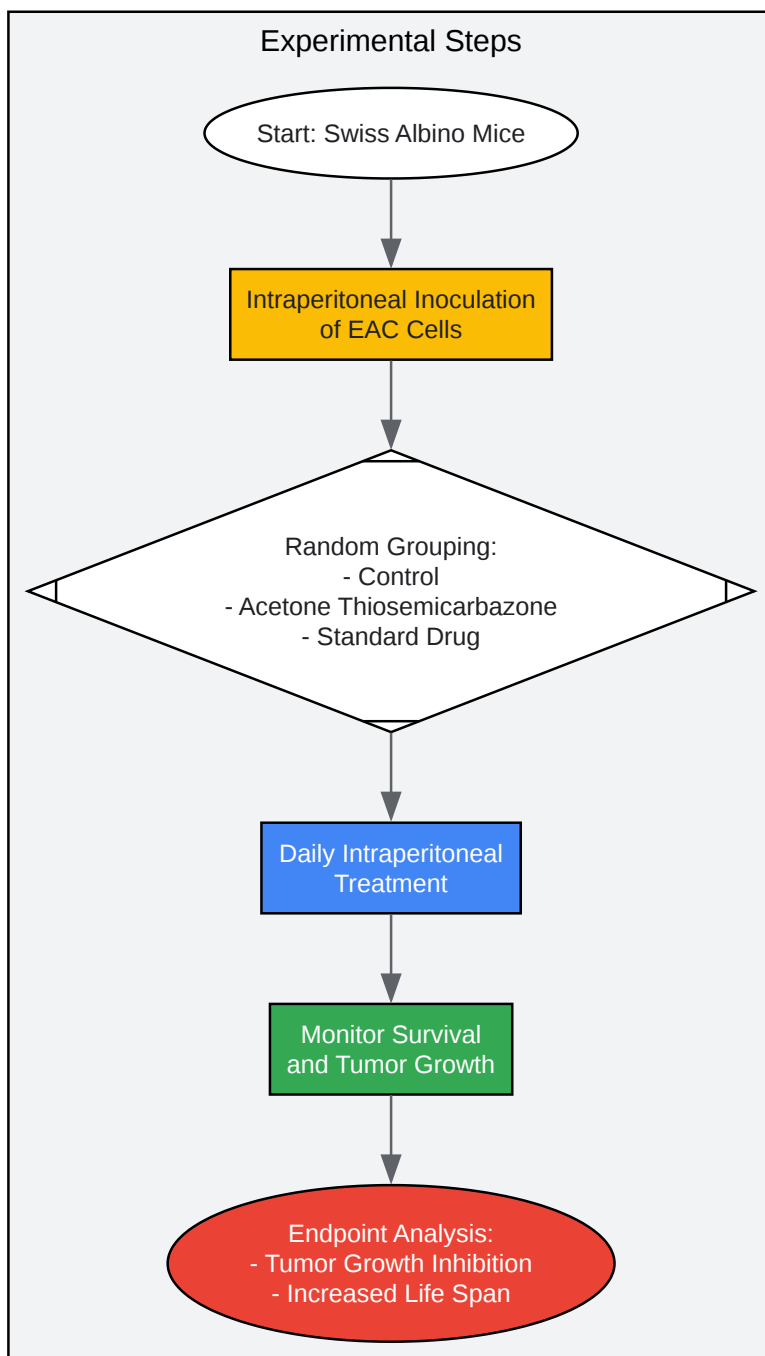 Experimental Steps
Start: Swiss Albino Mice
Intraperitoneal Inoculation
of EAC Cells
Random Grouping:
- Control
- Acetone Thiosemicarbazone
- Standard Drug
Daily Intraperitoneal
Treatment
Monitor Survival
and Tumor Growth
Endpoint Analysis:
- Tumor Growth Inhibition
- Increased Life Span